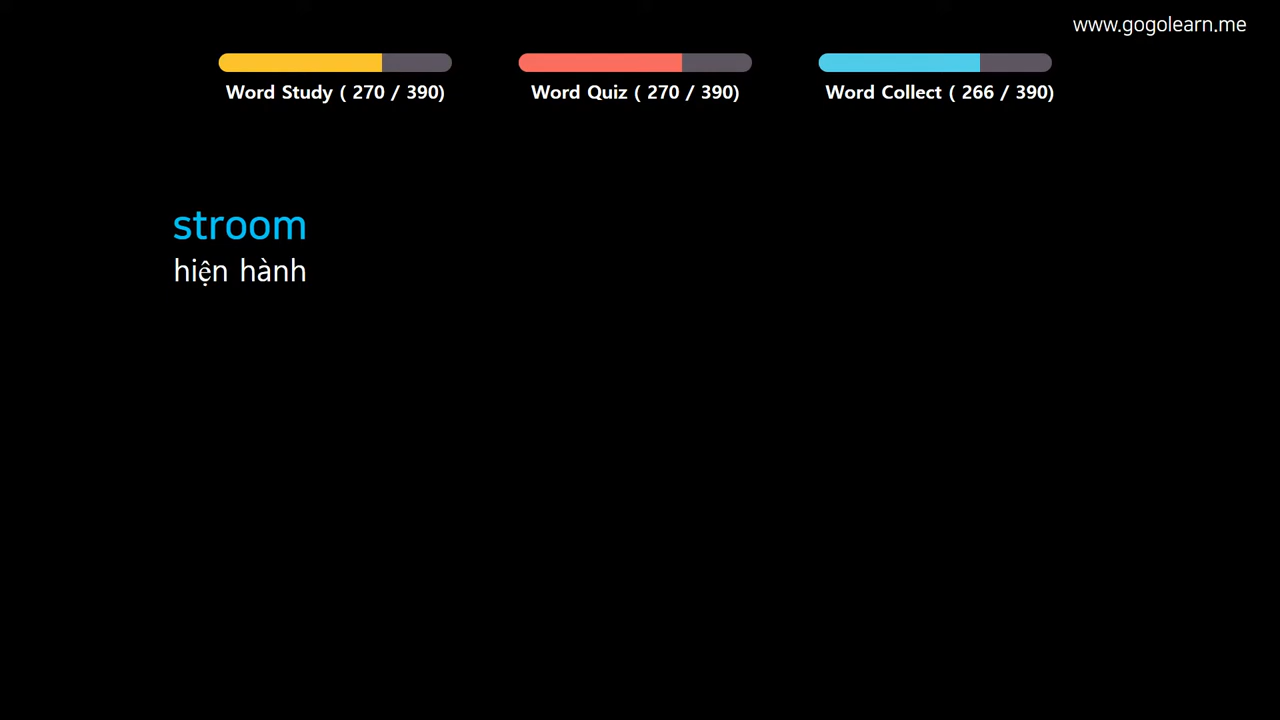 www.gogolearn.me
Word Study ( 270 / 390)
Word Quiz ( 270 / 390)
Word Collect ( 266 / 390)
stroom
hiện hành